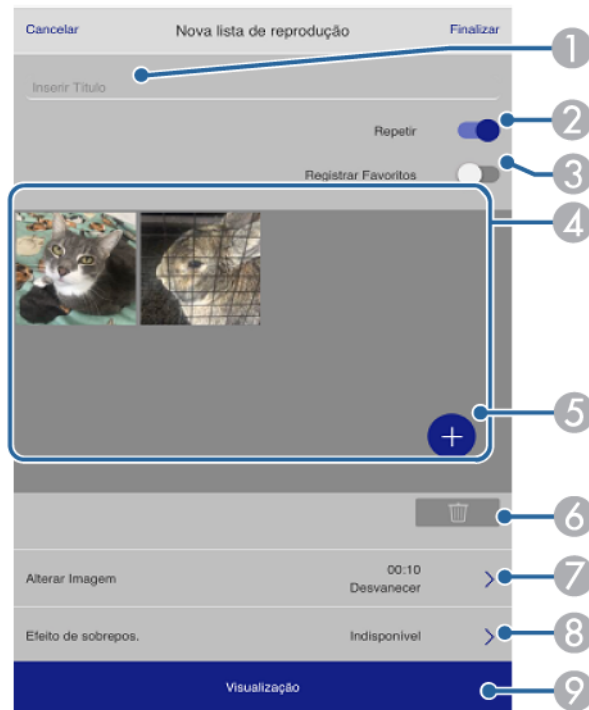 Cancelar Nova lista de reprodução Finalizar
1
Inserir Título
Repetir
2
Registrar Favoritos
3
4
5
6
Alterar Imagem
00:10
Desvanecer
7
Efeito de sobrepos. Indisponível
8
Visualização
9